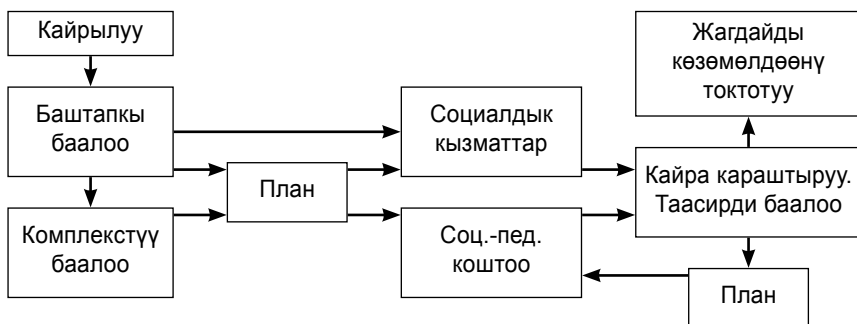 Кайрылуу
Баштапкы
баалоо
Комплекстүү
баалоо
План
Социалдык
кызматтар
Соц.-пед.
коштоо
Жагдайды
көзөмөлдөөнү
токтотуу
Кайра караштыруу.
Таасирди баалоо
План